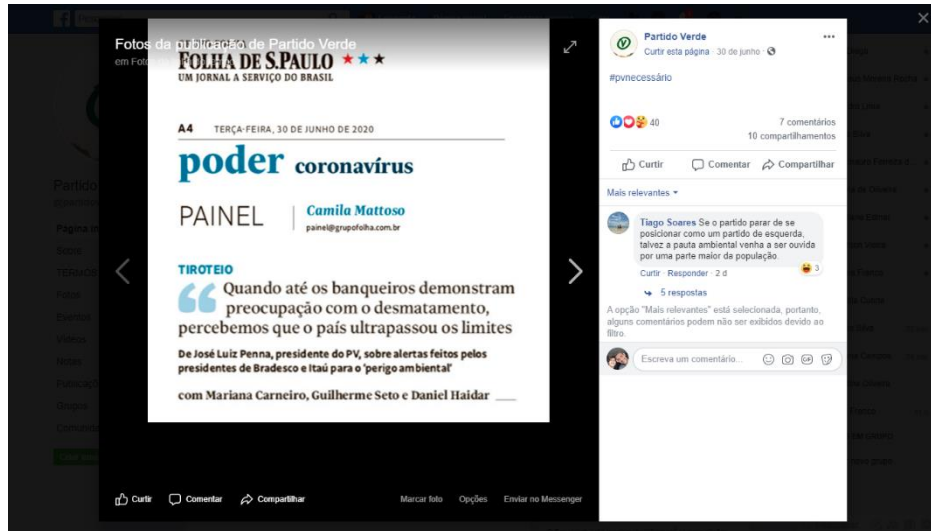 Fotos da publicação de Partido Verde
em Fotos
FOLHA DE S.PAULO
UM JORNAL A SERVIÇO DO BRASIL
A4 TERÇA-FEIRA, 30 DE JUNHO DE 2020
poder coronavírus
PAINEL
Camila Mattoso
painel@grupofolha.com.br
TIROTEIO
Quando até os banqueiros demonstram
preocupação com o desmatamento,
percebemos que o país ultrapassou os limites
De José Luiz Penna, presidente do PV, sobre alertas feitos pelos
presidentes de Bradesco e Itaú para o 'perigo ambiental'
com Mariana Carneiro, Guilherme Seto e Daniel Haidar
Curtir Comentar Compartilhar
Marcar foto Opções Enviar no Messenger
Partido Verde
Curtir esta página · 30 de junho ·
#pvnecessário
40
7 comentários
10 compartilhamentos
Curtir Comentar Compartilhar
Mais relevantes
Tiago Soares Se o partido parar de se
posicionar como um partido de esquerda,
talvez a pauta ambiental venha a ser ouvida
por uma parte maior da população.
3
Curtir · Responder · 2 d
5 respostas
A opção "Mais relevantes" está selecionada, portanto,
alguns comentários podem não ser exibidos devido ao
filtro.
Escreva um comentário...
GIF